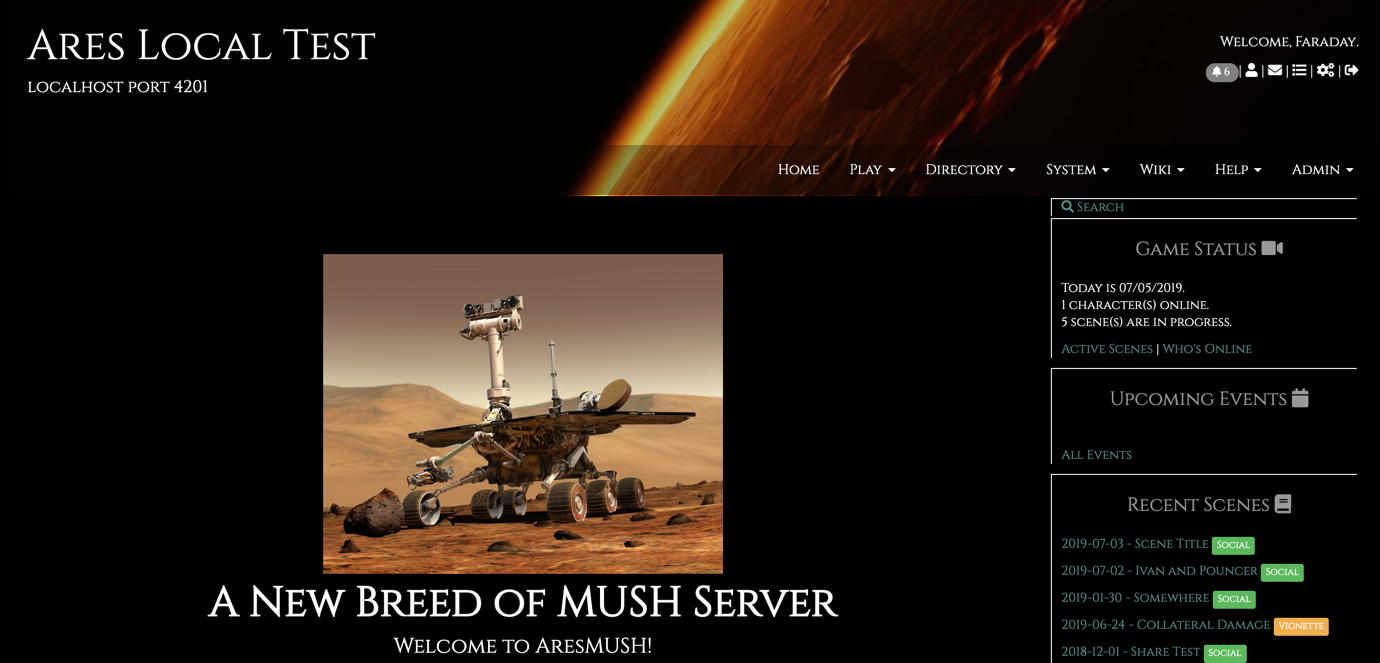 Ares Local Test
localhost port 4201
Welcome, Faraday.
6 | | | | |
Home Play Directory System Wiki Help Admin
Search
Game Status
Today is 07/05/2019.
1 character(s) online.
5 scene(s) are in progress.
Active Scenes | Who's Online
Upcoming Events
All Events
Recent Scenes
2019-07-03 - Scene Title Social
2019-07-02 - Ivan and Pouncer Social
2019-01-30 - Somewhere Social
2019-06-24 - Collateral Damage Vignette
2018-12-01 - Share Test Social
A New Breed of MUSH Server
Welcome to AresMUSH!